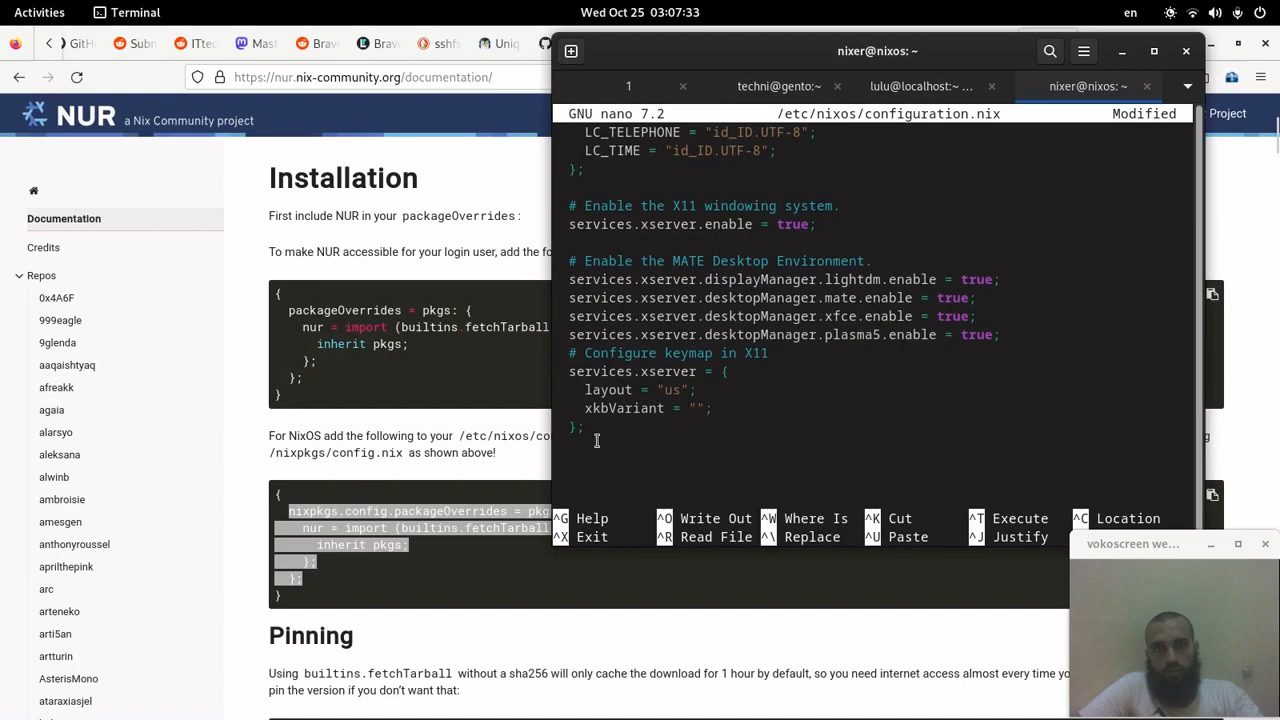 Activities
Terminal
Wed Oct 25 03:07:33
en
GitH
Subn
ITtec
Mast
Brav
Brave
sshfs
Uniq
https://nur.nix-community.org/documentation/
NUR a Nix Community project
Project
Documentation
Credits
Repos
0x4A6F
999eagle
9glenda
aaqaishtyaq
afreakk
agaia
alarsyo
aleksana
alwinb
ambroisie
amesgen
anthonyroussel
aprilthepink
arc
arteneko
arti5an
artturin
AsterisMono
ataraxiasjel
Installation
First include NUR in your packageOverrides :
To make NUR accessible for your login user, add the fo
{
packageOverrides = pkgs: {
nur = import (builtins.fetchTarball
inherit pkgs;
};
};
}
For NixOS add the following to your /etc/nixos/co
/nixpkgs/config.nix as shown above!
{
nixpkgs.config.packageOverrides = pkg
nur = import (builtins.fetchTarball
inherit pkgs;
};
};
}
Pinning
Using builtins.fetchTarball without a sha256 will only cache the download for 1 hour by default, so you need internet access almost every time yo
pin the version if you don't want that:
nixer@nixos: ~
1
techni@gento:~
lulu@localhost:~ ...
nixer@nixos: ~
GNU nano 7.2 /etc/nixos/configuration.nix Modified
LC_TELEPHONE = "id_ID.UTF-8";
LC_TIME = "id_ID.UTF-8";
};
# Enable the X11 windowing system.
services.xserver.enable = true;
# Enable the MATE Desktop Environment.
services.xserver.displayManager.lightdm.enable = true;
services.xserver.desktopManager.mate.enable = true;
services.xserver.desktopManager.xfce.enable = true;
services.xserver.desktopManager.plasma5.enable = true;
# Configure keymap in X11
services.xserver = {
layout = "us";
xkbVariant = "";
};
^G Help ^O Write Out ^W Where Is ^K Cut ^T Execute ^C Location
^X Exit ^R Read File ^\ Replace ^U Paste ^J Justify
vokoscreen we...